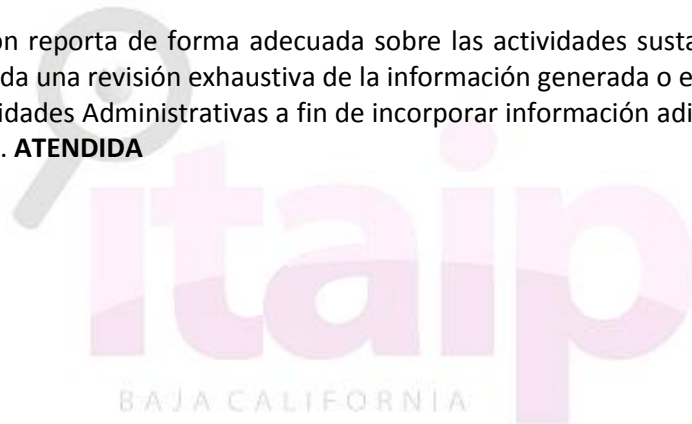 on reporta de forma adecuada sobre las actividades susta
da una revisión exhaustiva de la información generada o e
idades Administrativas a fin de incorporar información adi
. ATENDIDA
itaip
BAJA CALIFORNIA